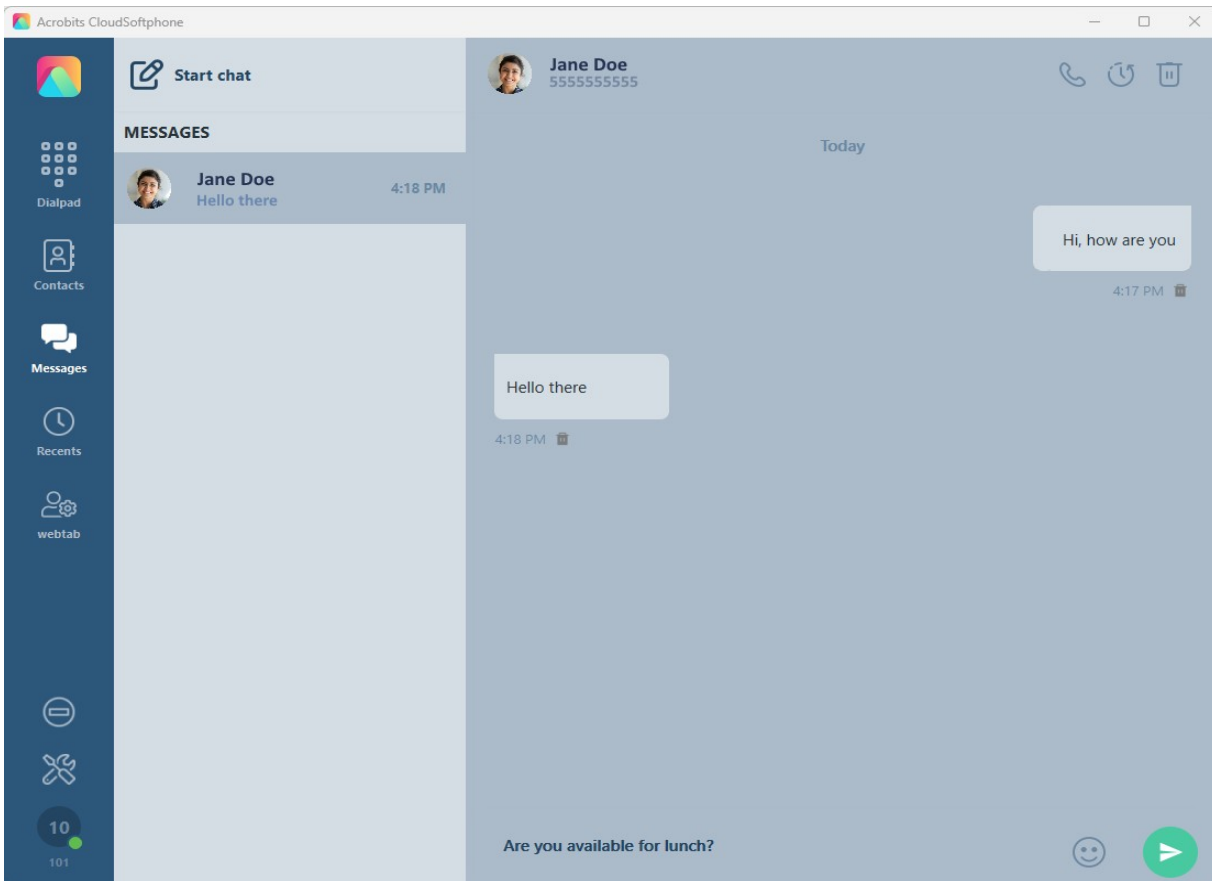 Acrobits CloudSoftphone
Start chat
MESSAGES
Jane Doe
Hello there
4:18 PM
Dialpad
Contacts
Messages
Recents
webtab
10
101
Jane Doe
5555555555
Today
Hi, how are you
4:17 PM
Hello there
4:18 PM
Are you available for lunch?